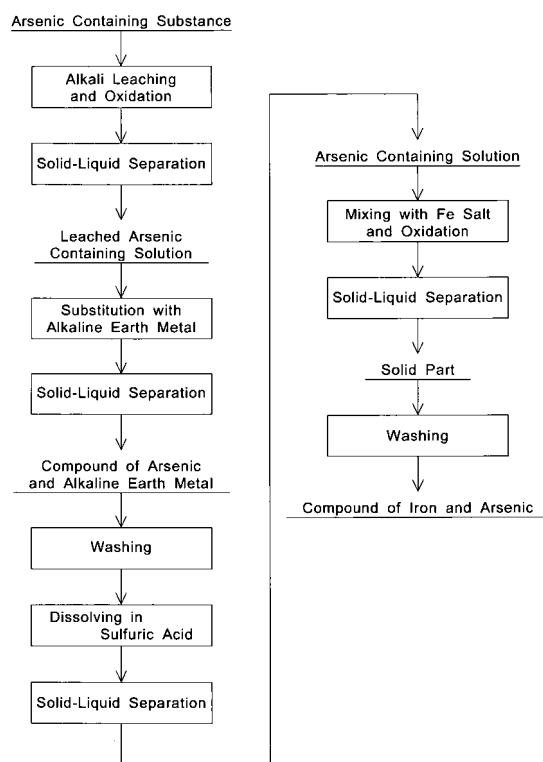 Arsenic Containing Substance
Alkali Leaching
and Oxidation
Solid-Liquid Separation
Leached Arsenic
Containing Solution
Substitution with
Alkaline Earth Metal
Solid-Liquid Separation
Compound of Arsenic
and Alkaline Earth Metal
Washing
Dissolving in
Sulfuric Acid
Solid-Liquid Separation
Arsenic Containing Solution
Mixing with Fe Salt
and Oxidation
Solid-Liquid Separation
Solid Part
Washing
Compound of Iron and Arsenic